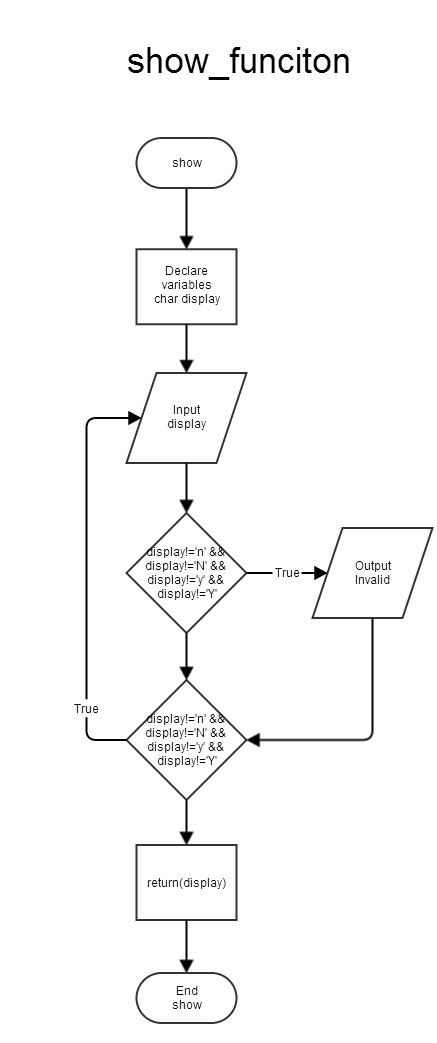 show_funciton
show
Declare
variables
char display
Input
display
display!='n' &&
display!='N' &&
display!='y' &&
display!='Y'
True
Output
Invalid
True
display!='n' &&
display!='N' &&
display!='y' &&
display!='Y'
return(display)
End
show